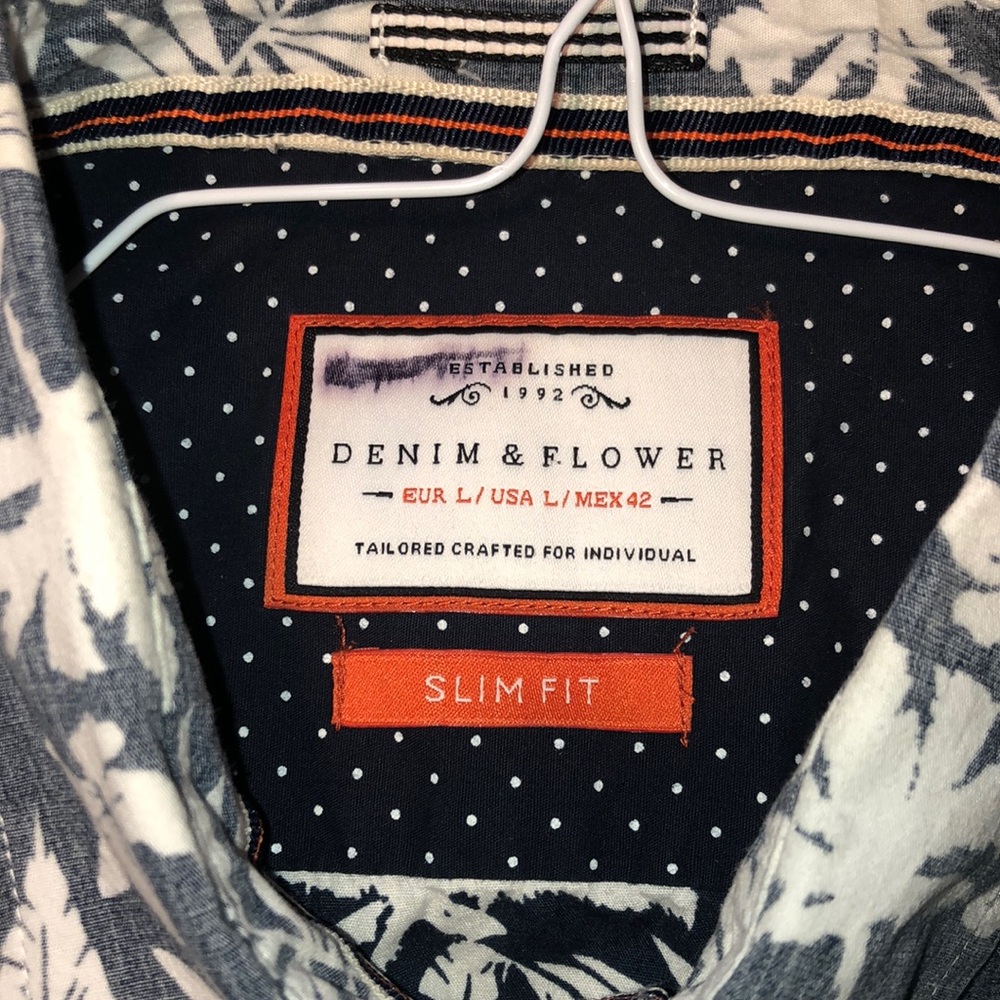 ESTABLISHED
1992
DENIM & FLOWER
EUR L/ USA L/ MEX 42
TAILORED CRAFTED FOR INDIVIDUAL
SLIM FIT